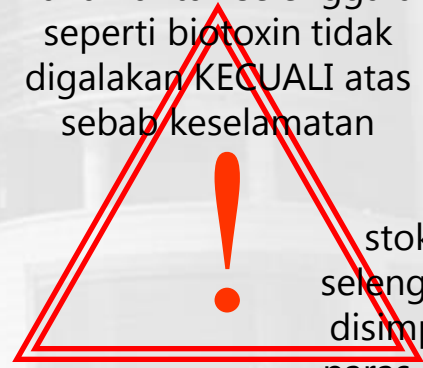 seperti biotoxin tidak
digalakan KECUALI atas
sebab keselamatan
!
stok
seleng
disimp